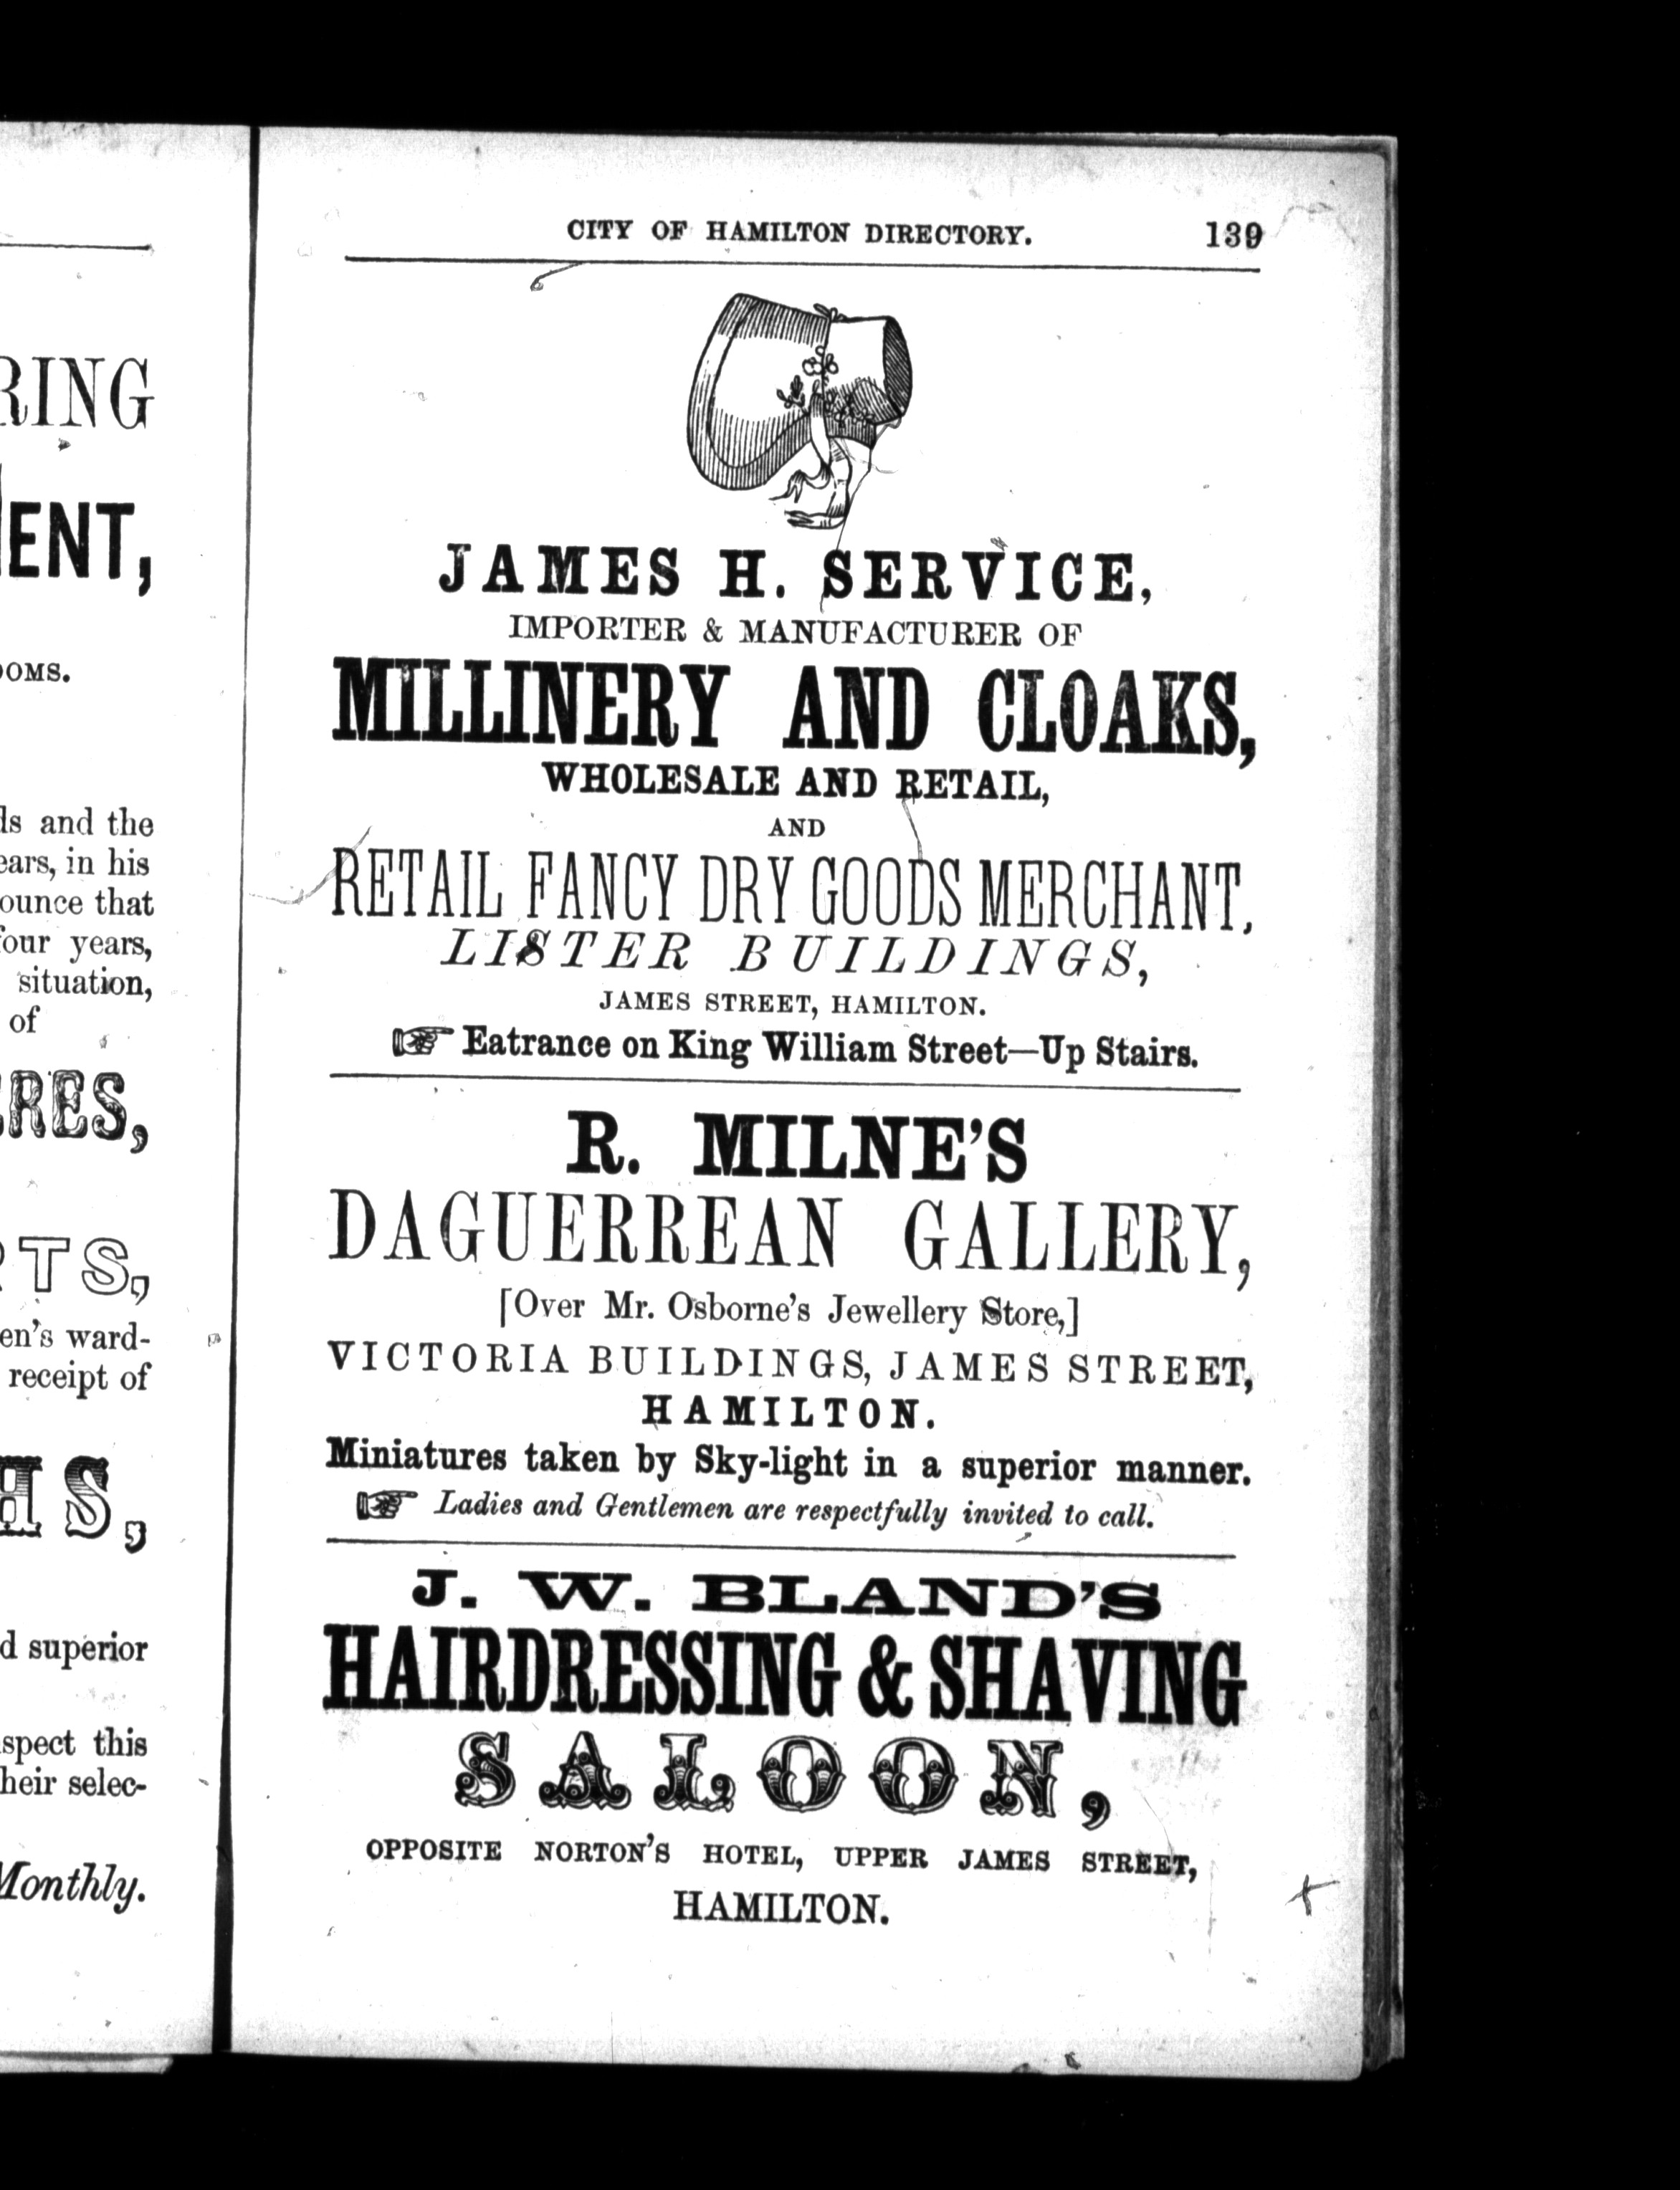 RING
ENT,
OOMS.
ds and the
ears, in his
ounce that
four years,
situation,
of
RES,
TS,
en's ward-
receipt of
HS,
d superior
spect this
heir selec-
Monthly.
CITY OF HAMILTON DIRECTORY. 139
JAMES H. SERVICE,
IMPORTER & MANUFACTURER OF
MILLINERY AND CLOAKS,
WHOLESALE AND RETAIL,
AND
RETAIL FANCY DRY GOODS MERCHANT,
LISTER BUILDINGS,
JAMES STREET, HAMILTON.
☞ Eatrance on King William Street—Up Stairs.
R. MILNE'S
DAGUERREAN GALLERY,
[Over Mr. Osborne's Jewellery Store,]
VICTORIA BUILDINGS, JAMES STREET,
HAMILTON.
Miniatures taken by Sky-light in a superior manner.
☞ Ladies and Gentlemen are respectfully invited to call.
J. W. BLAND'S
HAIRDRESSING & SHAVING
SALOON,
OPPOSITE NORTON'S HOTEL, UPPER JAMES STREET,
HAMILTON.